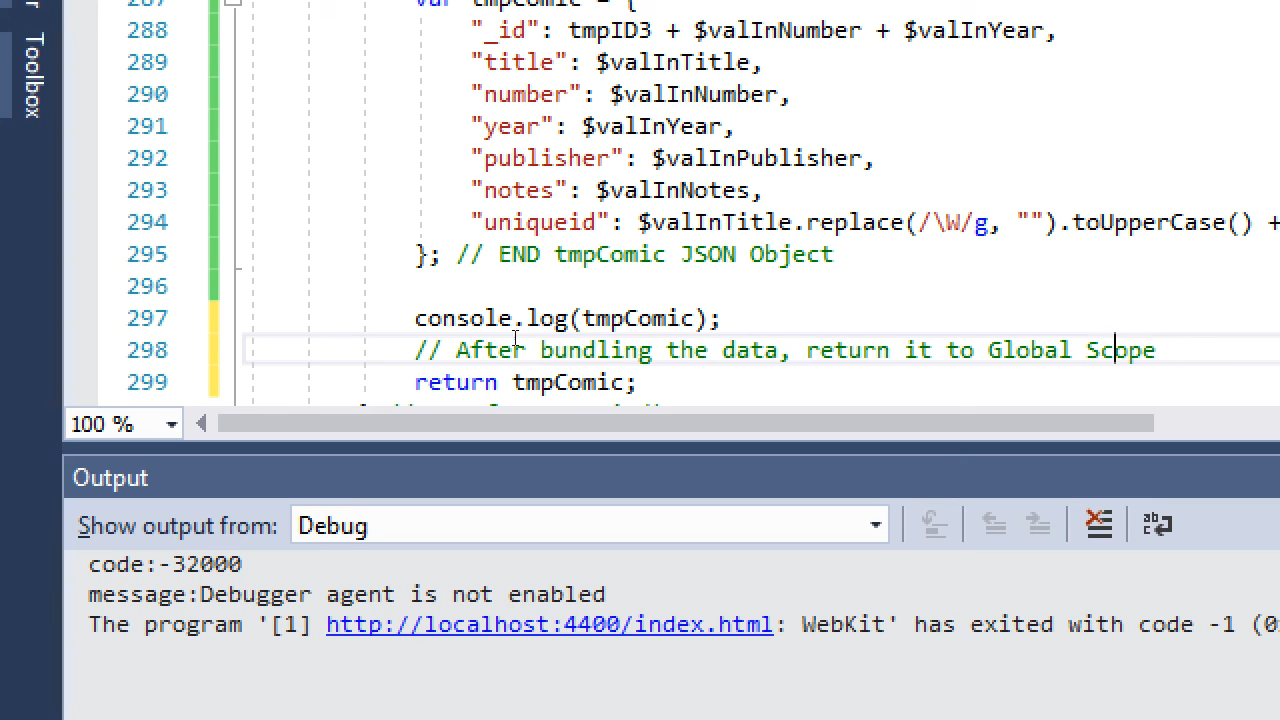 Toolbox
287 var tmpComic = {
288 "_id": tmpID3 + $valInNumber + $valInYear,
289 "title": $valInTitle,
290 "number": $valInNumber,
291 "year": $valInYear,
292 "publisher": $valInPublisher,
293 "notes": $valInNotes,
294 "uniqueid": $valInTitle.replace(/\W/g, "").toUpperCase() +
295 }; // END tmpComic JSON Object
296
297 console.log(tmpComic);
298 // After bundling the data, return it to Global Scope
299 return tmpComic;
100 %
Output
Show output from: Debug
code:-32000
message:Debugger agent is not enabled
The program '[1] http://localhost:4400/index.html: WebKit' has exited with code -1 (0